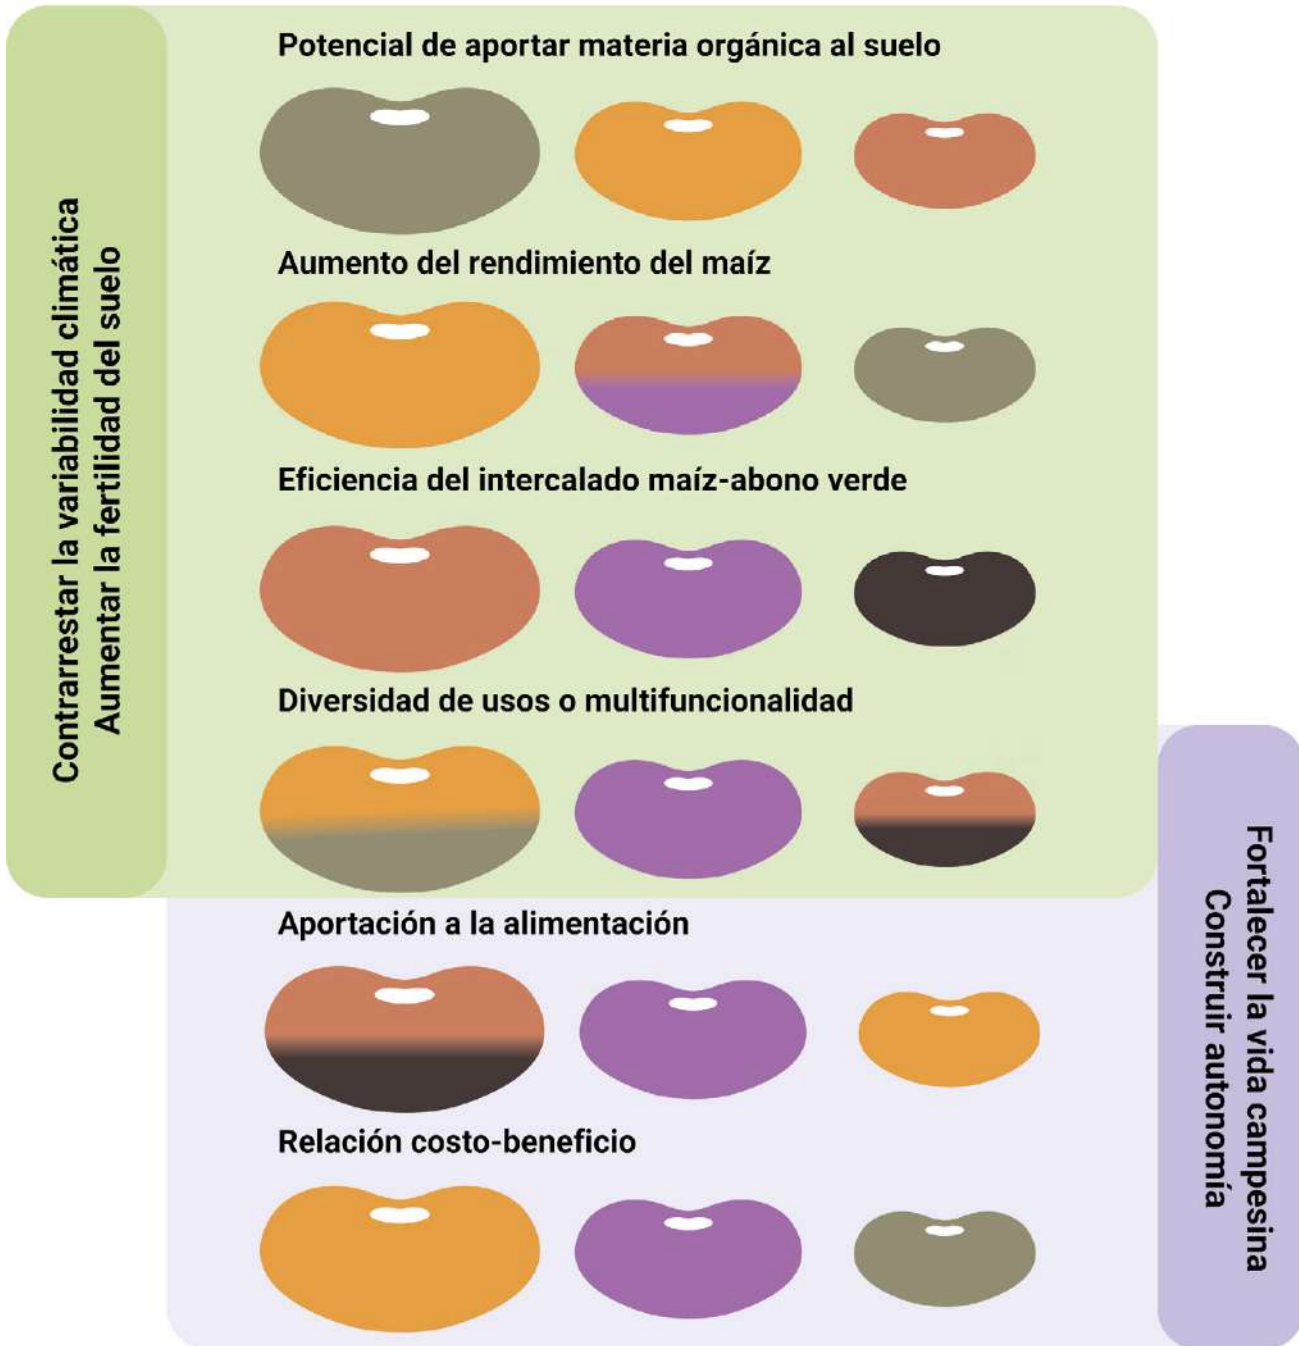 Contrarrestar la variabilidad climática
Aumentar la fertilidad del suelo
Potencial de aportar materia orgánica al suelo
Aumento del rendimiento del maíz
Eficiencia del intercalado maíz-abono verde
Diversidad de usos o multifuncionalidad
Aportación a la alimentación
Relación costo-beneficio
Fortalecer la vida campesina
Construir autonomía